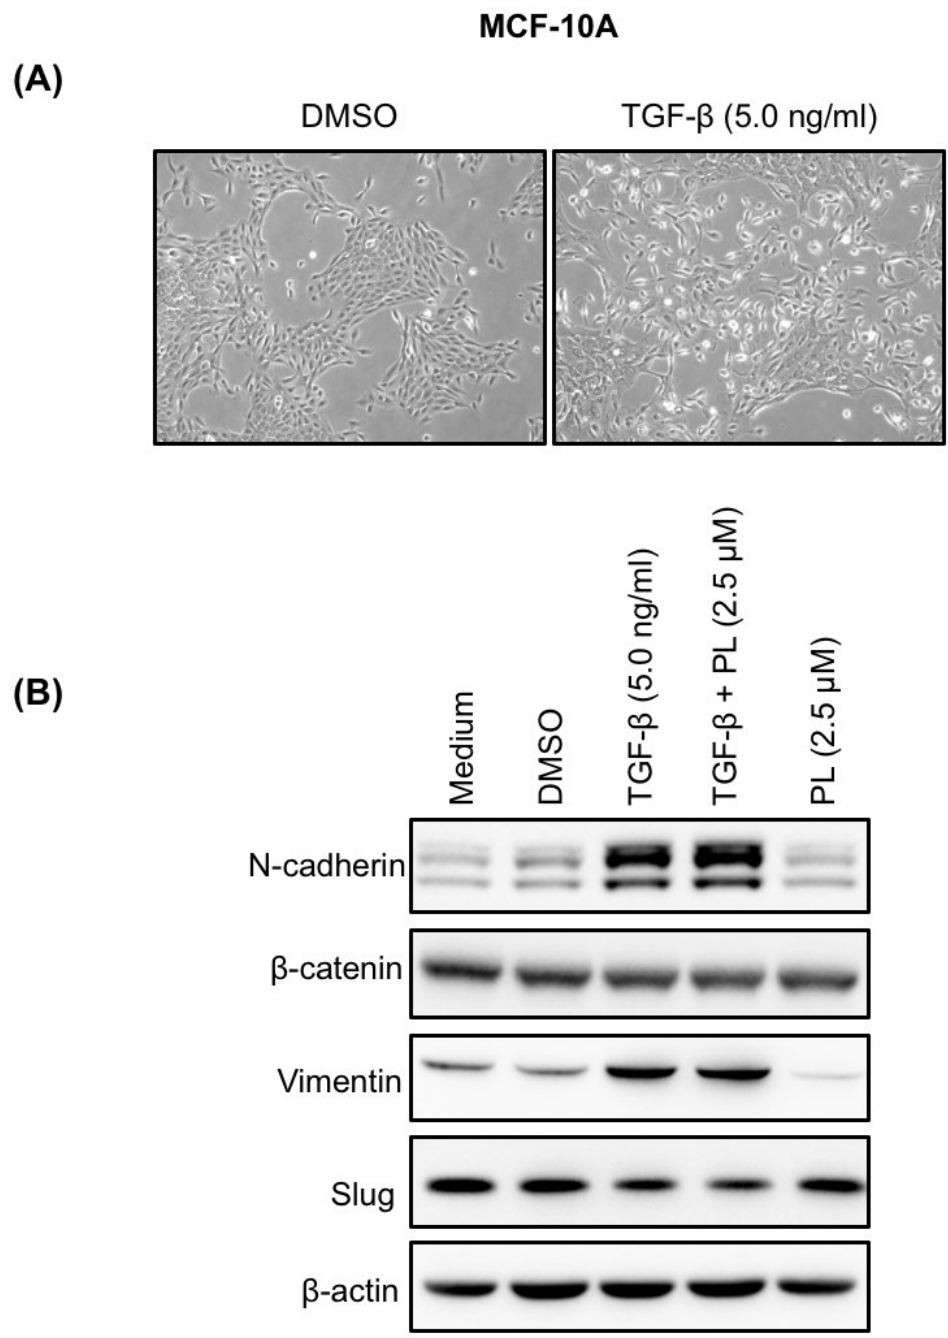 MCF-10A
(A)
DMSO
TGF-β (5.0 ng/ml)
(B)
Medium
DMSO
TGF-β (5.0 ng/ml)
TGF-β + PL (2.5 µM)
PL (2.5 µM)
N-cadherin
β-catenin
Vimentin
Slug
β-actin